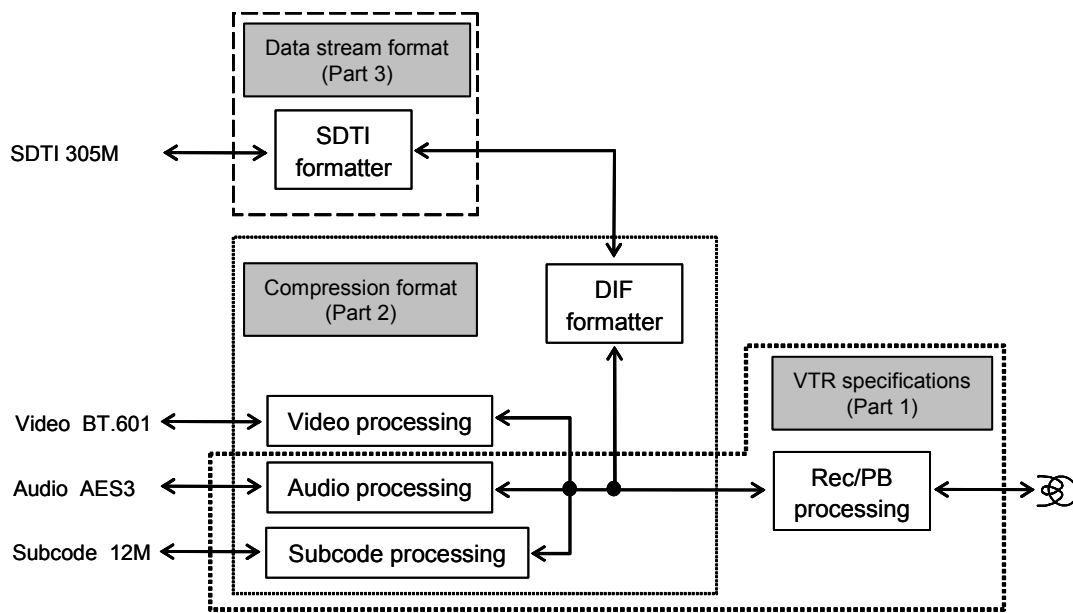 Data stream format
(Part 3)
SDTI 305M
SDTI
formatter
Compression format
(Part 2)
DIF
formatter
VTR specifications
(Part 1)
Video BT.601
Video processing
Audio AES3
Audio processing
Rec/PB
processing
Subcode 12M
Subcode processing